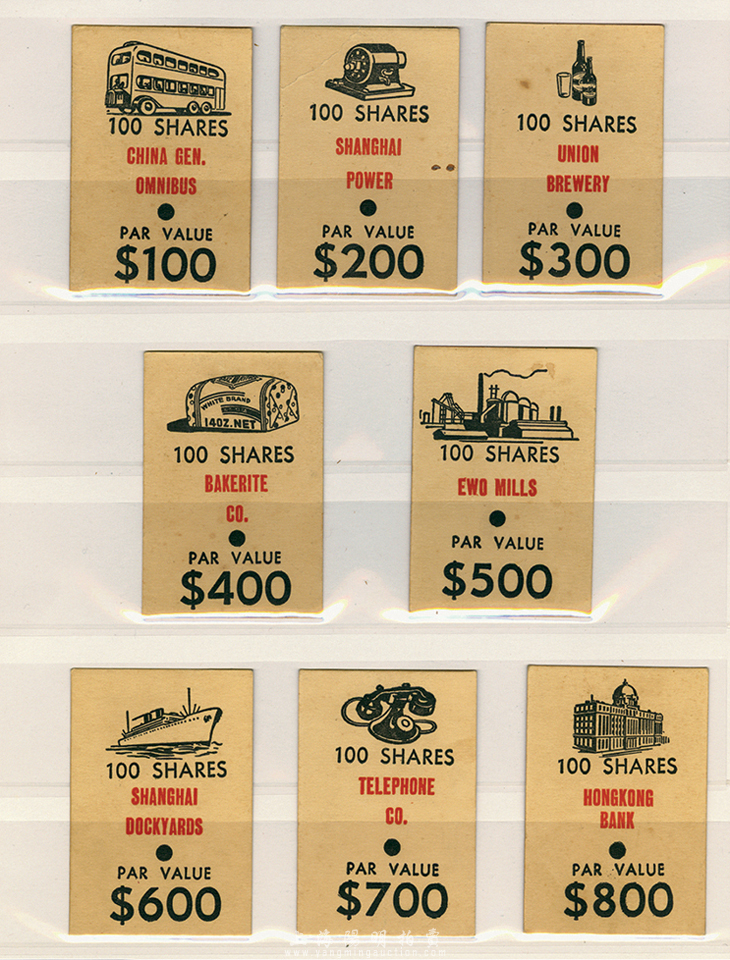 100 SHARES
CHINA GEN.
OMNIBUS
PAR VALUE
$100
100 SHARES
SHANGHAI
POWER
PAR VALUE
$200
100 SHARES
UNION
BREWERY
PAR VALUE
$300
WHITE BRAND
14OZ.NET
100 SHARES
BAKERITE
CO.
PAR VALUE
$400
100 SHARES
EWO MILLS
PAR VALUE
$500
100 SHARES
SHANGHAI
DOCKYARDS
PAR VALUE
$600
100 SHARES
TELEPHONE
CO.
PAR VALUE
$700
100 SHARES
HONGKONG
BANK
PAR VALUE
$800